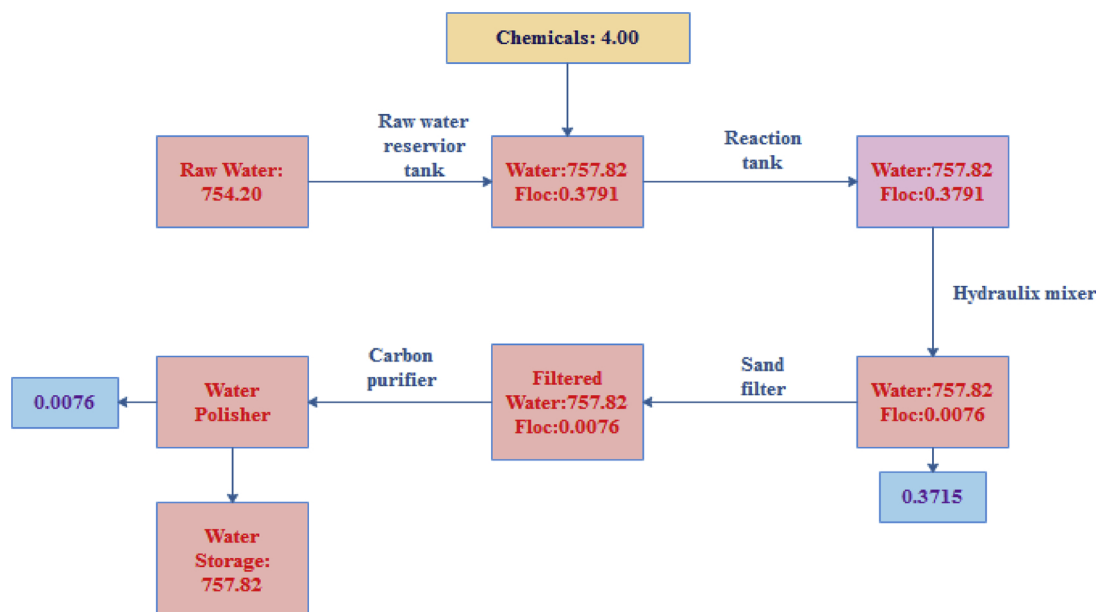 Chemicals: 4.00
Raw Water:
754.20
Raw water
reservior
tank
Water:757.82
Floc:0.3791
Reaction
tank
Water:757.82
Floc:0.3791
Hydraulix mixer
0.0076
Water
Polisher
Carbon
purifier
Filtered
Water:757.82
Floc:0.0076
Sand
filter
Water:757.82
Floc:0.0076
0.3715
Water
Storage:
757.82